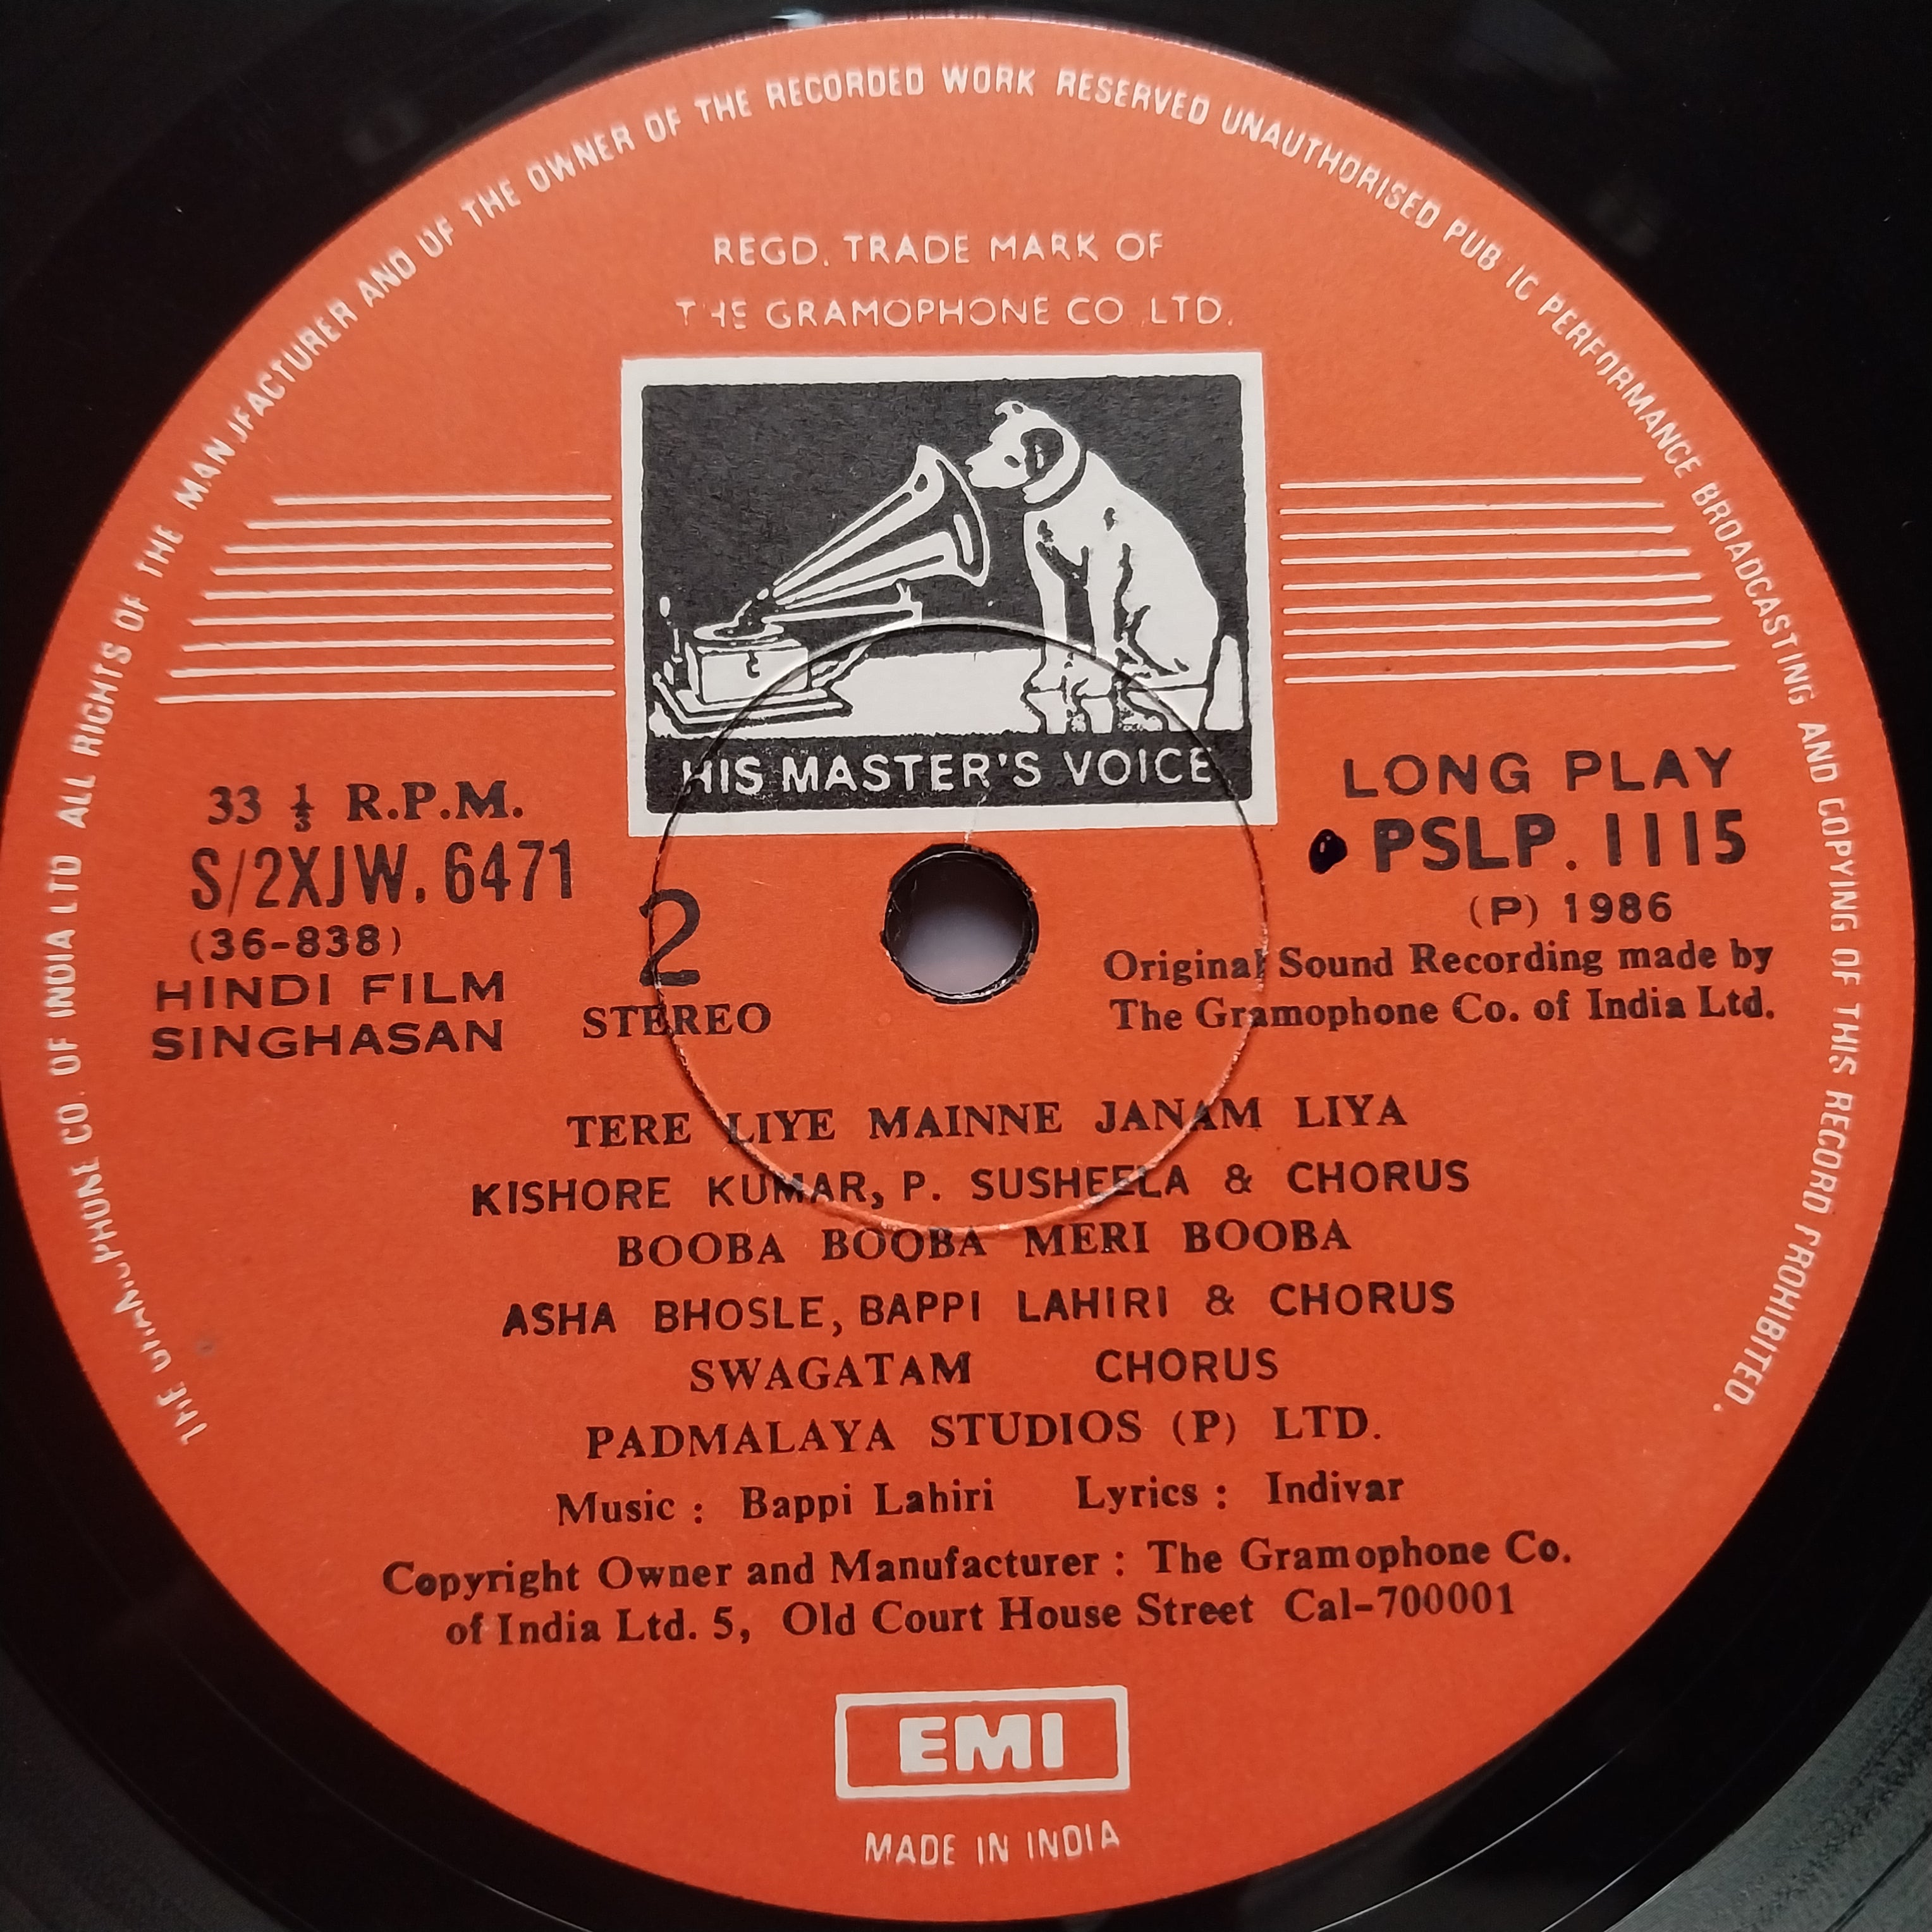 THE GRAMOPHONE CO. OF INDIA LTD ALL RIGHTS OF THE MANUFACTURER AND OF THE OWNER OF THE RECORDED WORK RESERVED UNAUTHORISED PUB IC PERFORMANCE BROADCASTING AND COPYING OF THIS RECORD PROHIBITED.
REGD. TRADE MARK OF
THE GRAMOPHONE CO LTD.
HIS MASTER'S VOICE
33 ⅓ R.P.M.
S/2XJW. 6471
(36-838)
HINDI FILM
SINGHASAN
2
STEREO
LONG PLAY
PSLP. 1115
(P) 1986
Original Sound Recording made by
The Gramophone Co. of India Ltd.
TERE LIYE MAINNE JANAM LIYA
KISHORE KUMAR, P. SUSHEELA & CHORUS
BOOBA BOOBA MERI BOOBA
ASHA BHOSLE, BAPPI LAHIRI & CHORUS
SWAGATAM CHORUS
PADMALAYA STUDIOS (P) LTD.
Music : Bappi Lahiri Lyrics : Indivar
Copyright Owner and Manufacturer : The Gramophone Co.
of India Ltd. 5, Old Court House Street Cal-700001
EMI
MADE IN INDIA